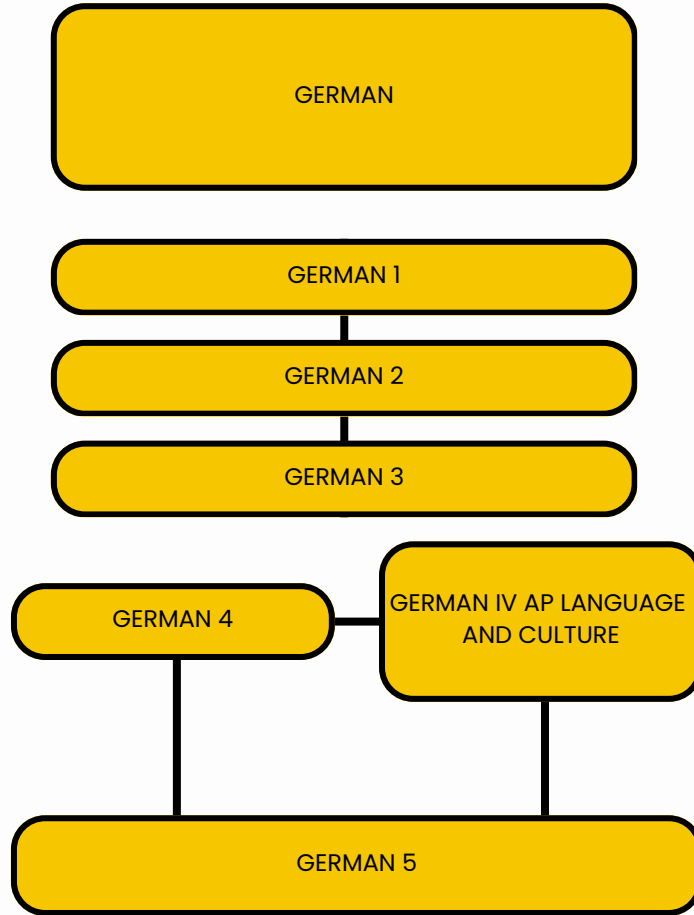 GERMAN
GERMAN 1
GERMAN 2
GERMAN 3
GERMAN 4
GERMAN IV AP LANGUAGE
AND CULTURE
GERMAN 5